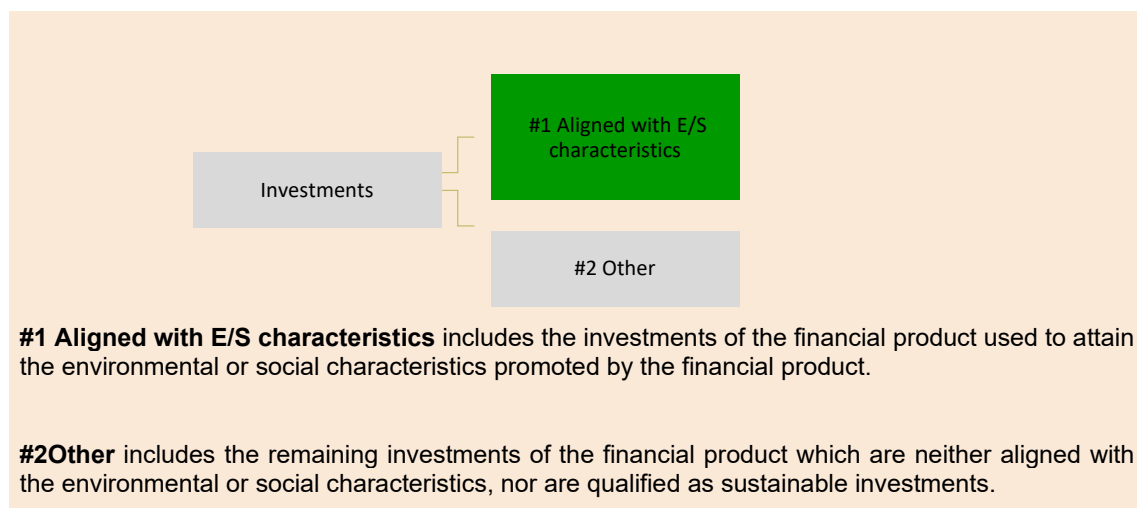 #1 Aligned with E/S
characteristics
Investments
#2 Other
#1 Aligned with E/S characteristics includes the investments of the financial product used to attain
the environmental or social characteristics promoted by the financial product.
#2Other includes the remaining investments of the financial product which are neither aligned with
the environmental or social characteristics, nor are qualified as sustainable investments.